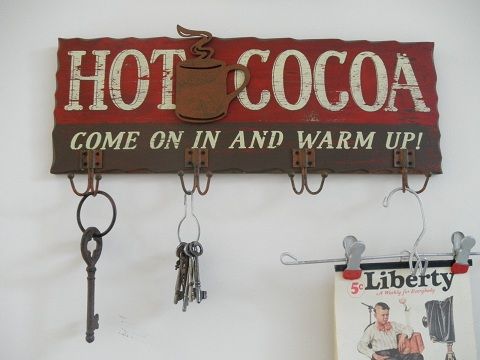 HOT COCOA
COME ON IN AND WARM UP!
5¢ Liberty
A Weekly for Everybody